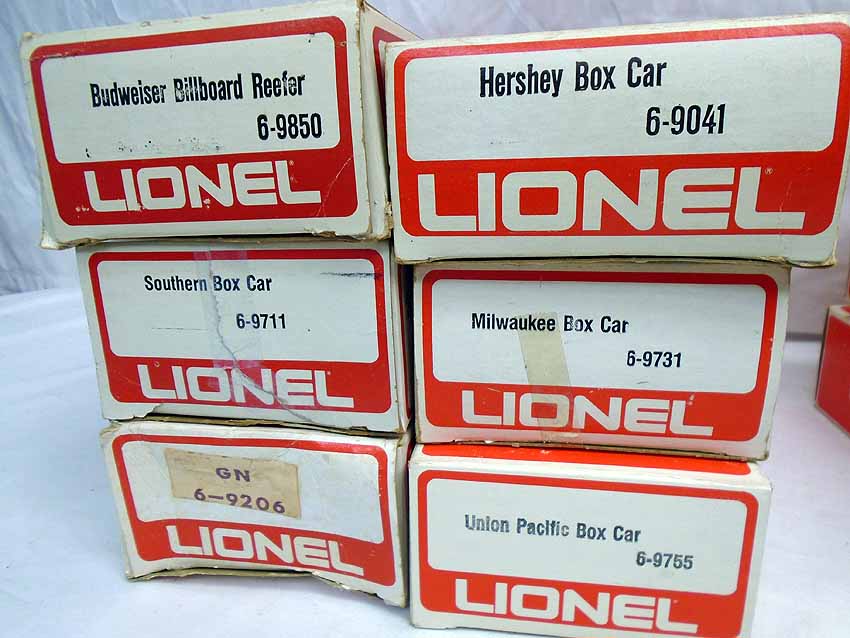 Budweiser Billboard Reefer
6-9850
LIONEL®
Hershey Box Car
6-9041
LIONEL®
Southern Box Car
6-9711
LIONEL
Milwaukee Box Car
6-9731
LIONEL
GN
6-9206
LIONEL
Union Pacific Box Car
6-9755
LIONEL